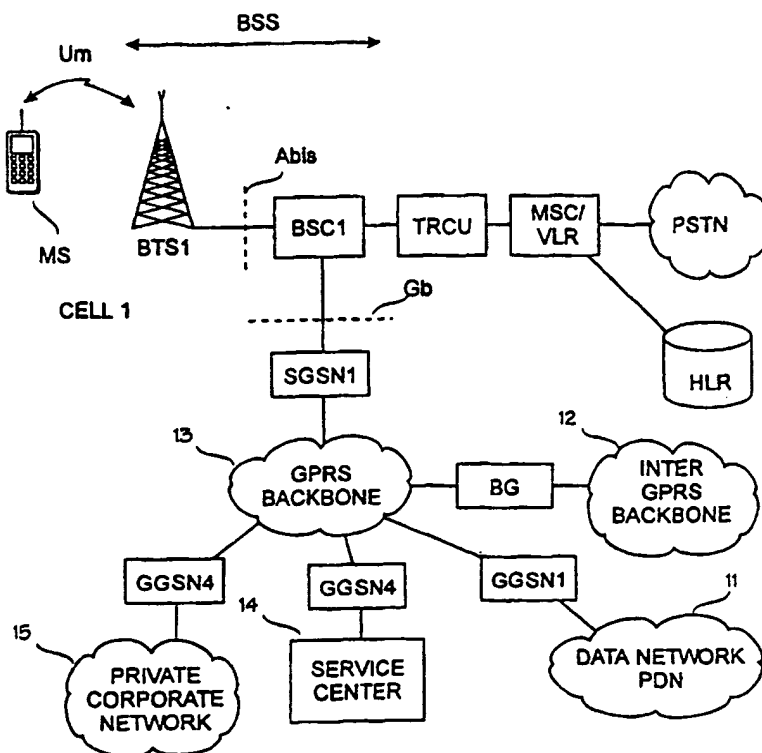 BSS
Um
Abis
BSC1
TRCU
MSC/
VLR
PSTN
MS
BTS1
CELL 1
Gb
HLR
SGSN1
13
GPRS
BACKBONE
BG
12
INTER
GPRS
BACKBONE
GGSN4
GGSN4
GGSN1
15
PRIVATE
CORPORATE
NETWORK
14
SERVICE
CENTER
11
DATA NETWORK
PDN